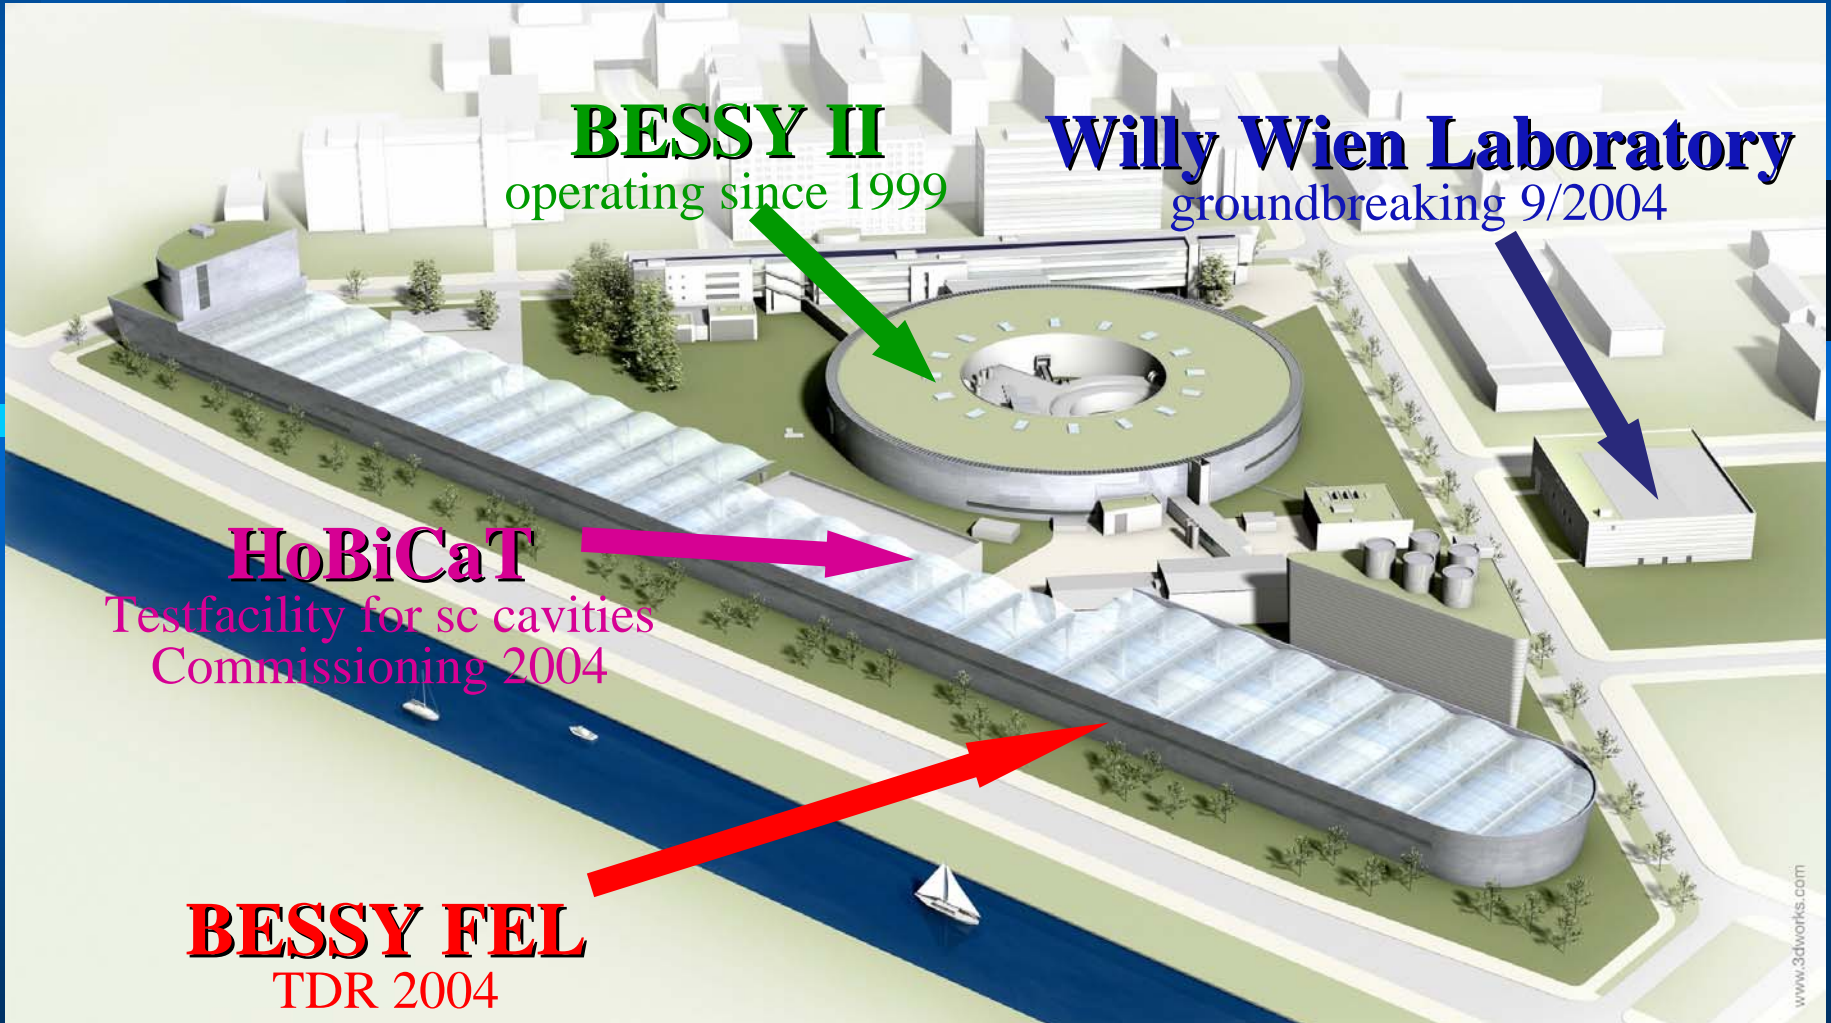 BESSY II
operating since 1999
Willy Wien Laboratory
groundbreaking 9/2004
HoBiCaT
Testfacility for sc cavities
Commissioning 2004
BESSY FEL
TDR 2004
www.3dworks.com